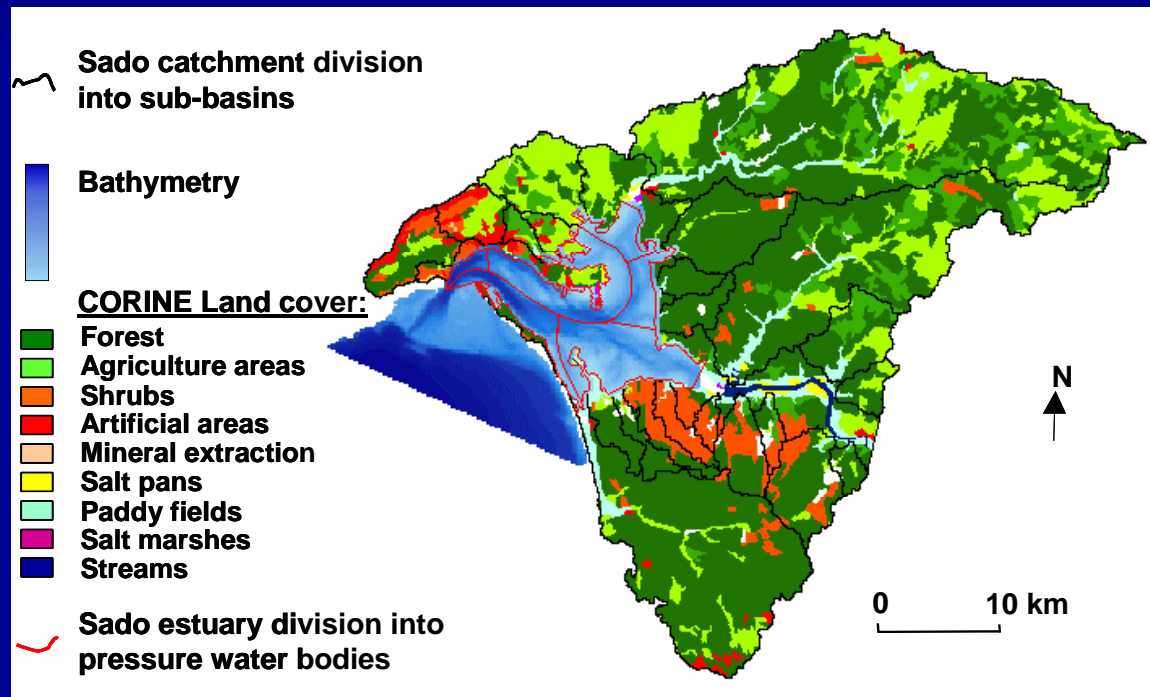 Sado catchment division
into sub-basins
Bathymetry
CORINE Land cover:
Forest
Agriculture areas
Shrubs
Artificial areas
Mineral extraction
Salt pans
Paddy fields
Salt marshes
Streams
Sado estuary division into
pressure water bodies
N
0 10 km